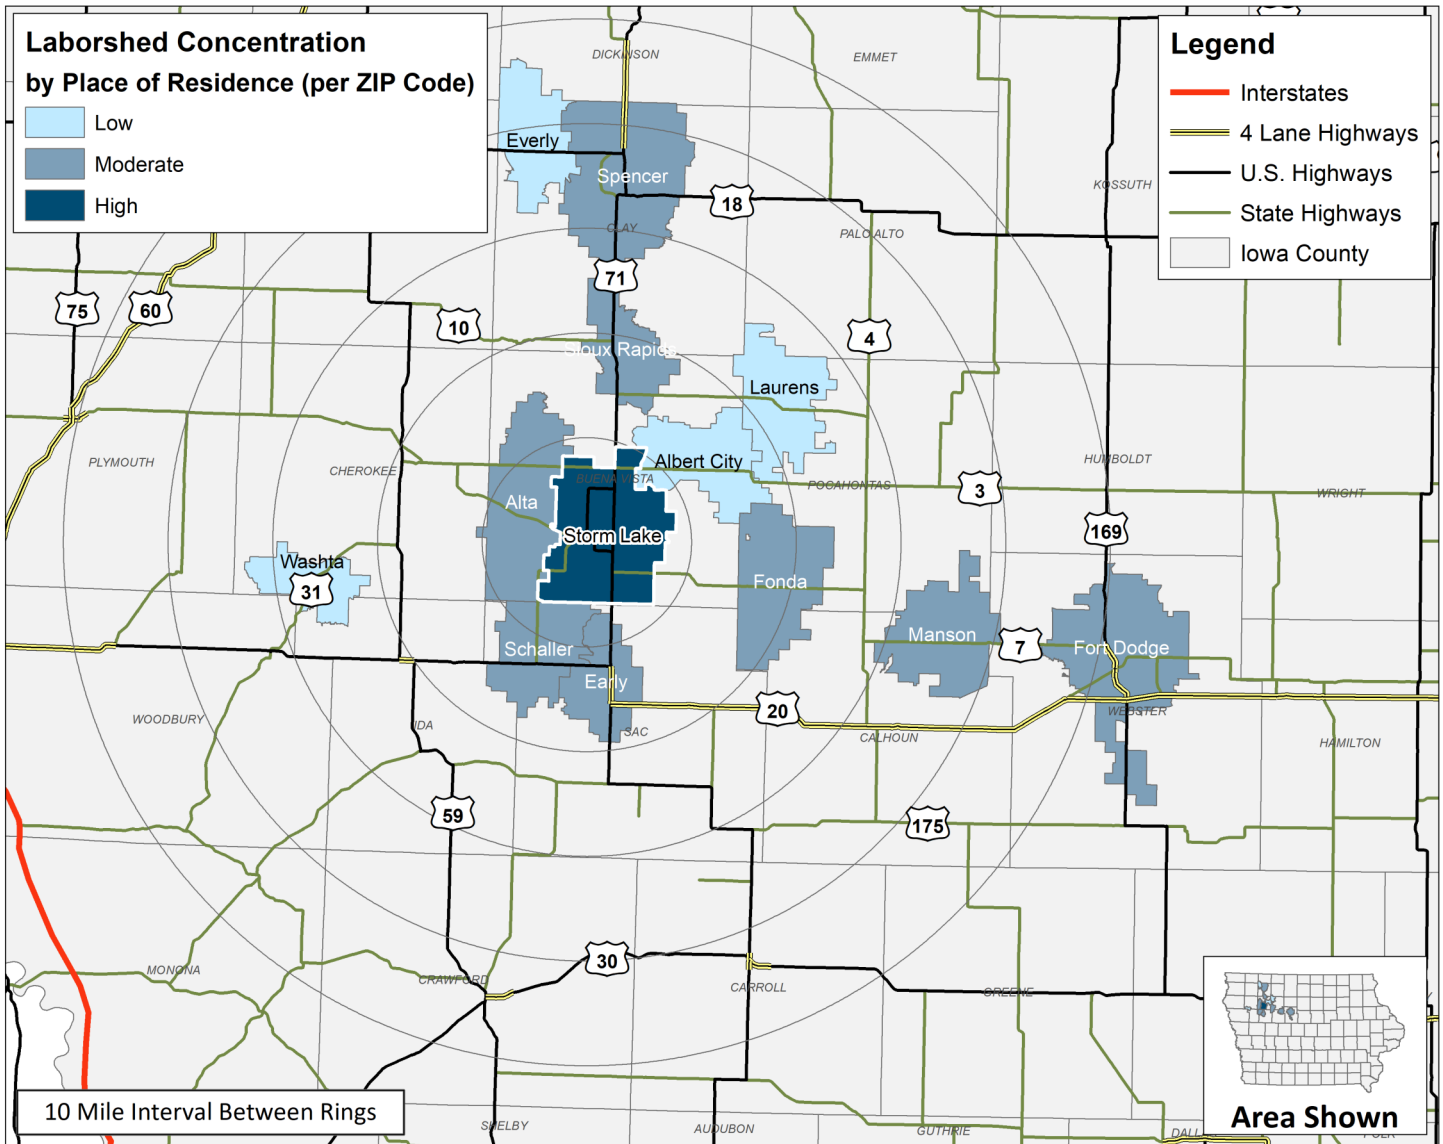 Laborshed Concentration
by Place of Residence (per ZIP Code)
Low
Moderate
High
Legend
Interstates
4 Lane Highways
U.S. Highways
State Highways
Iowa County
DICKINSON
EMMET
KOSSUTH
Everly
Spencer
18
CLAY
PALO ALTO
71
75
60
10
4
Sioux Rapids
Laurens
PLYMOUTH
CHEROKEE
Albert City
BUENA VISTA
POCAHONTAS
HUMBOLDT
3
WRIGHT
Alta
Storm Lake
169
Washta
31
Fonda
Manson
7
Fort Dodge
Schaller
Early
WOODBURY
IDA
SAC
20
CALHOUN
WEBSTER
HAMILTON
59
175
30
MONONA
CRAWFORD
CARROLL
GREENE
10 Mile Interval Between Rings
Area Shown
SHELBY
AUDUBON
GUTHRIE